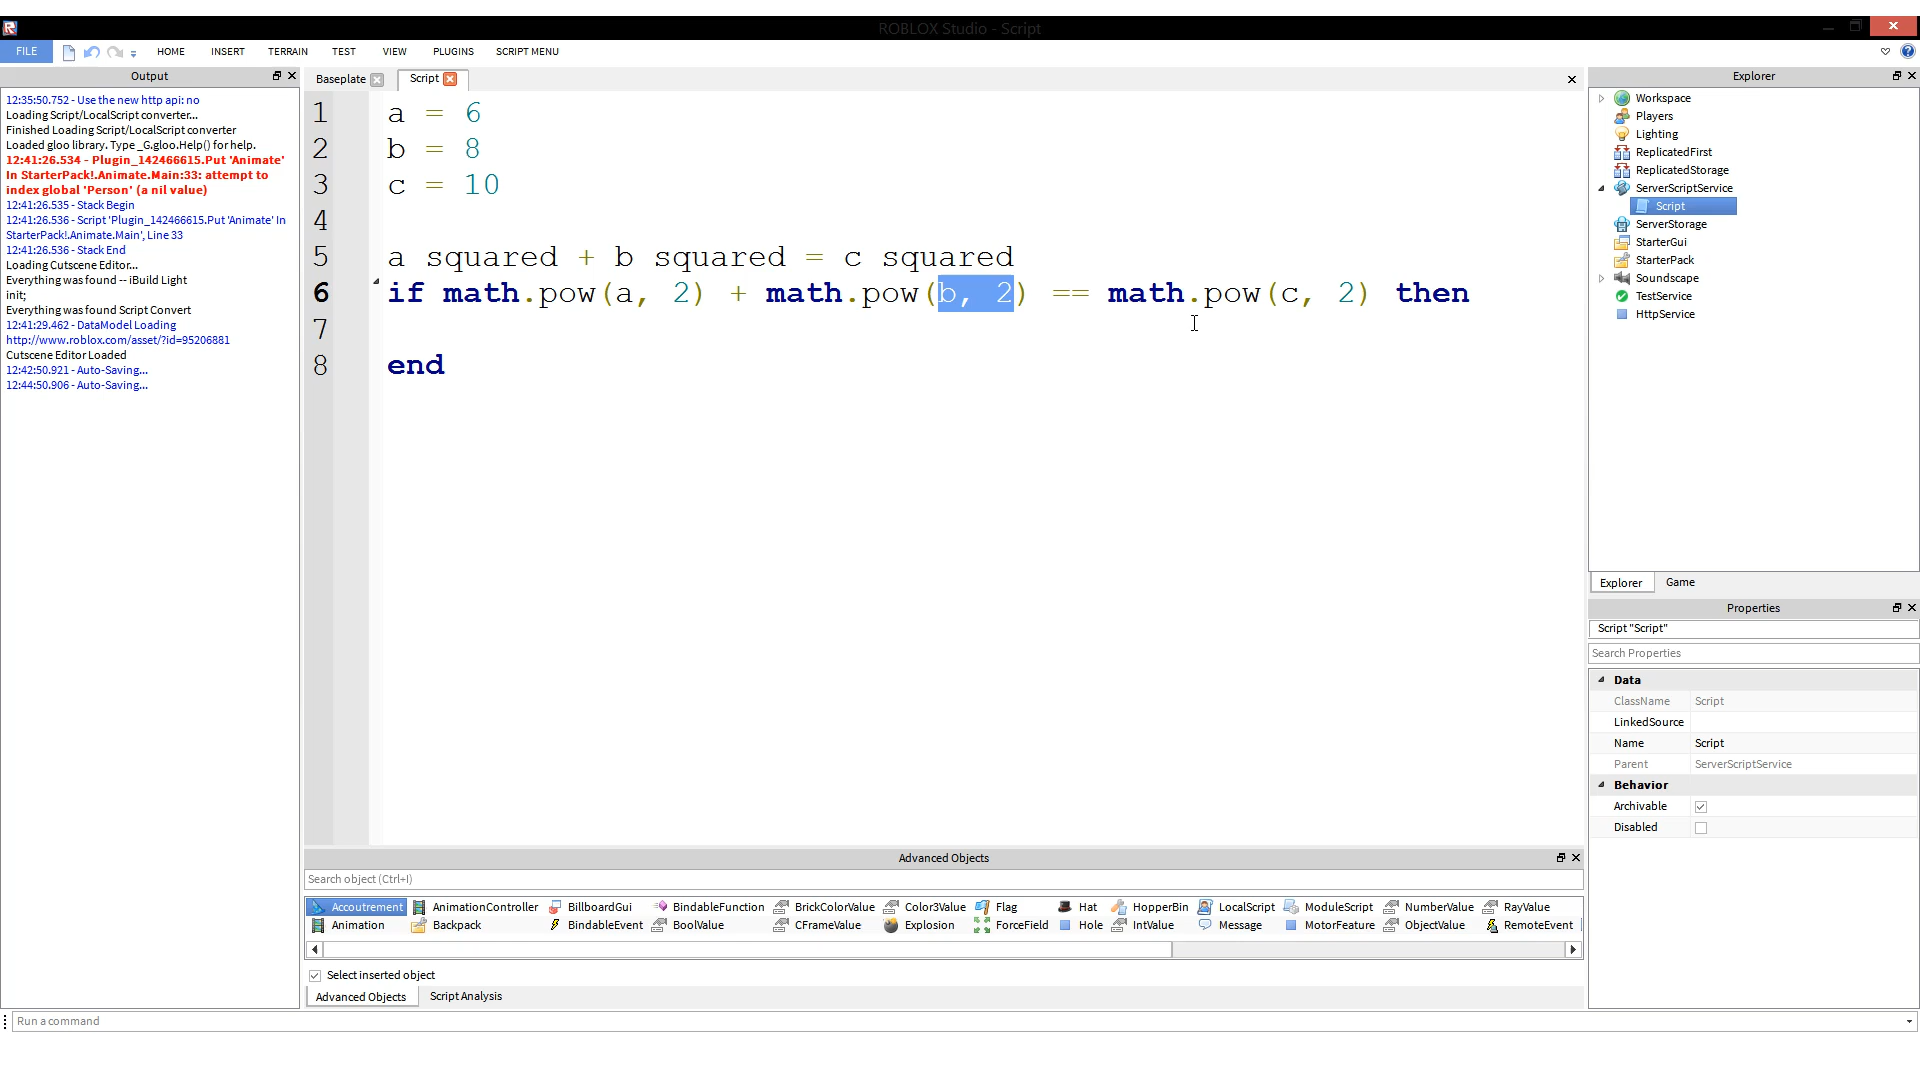 ROBLOX Studio - Script
FILE HOME INSERT TERRAIN TEST VIEW PLUGINS SCRIPT MENU
Output
12:35:50.752 - Use the new http api: no
Loading Script/LocalScript converter...
Finished Loading Script/LocalScript converter
Loaded gloo library. Type _G.gloo.Help() for help.
12:41:26.534 - Plugin_142466615.Put 'Animate'
In StarterPack!.Animate.Main:33: attempt to
index global 'Person' (a nil value)
12:41:26.535 - Stack Begin
12:41:26.536 - Script 'Plugin_142466615.Put 'Animate' In
StarterPack!.Animate.Main', Line 33
12:41:26.536 - Stack End
Loading Cutscene Editor...
Everything was found -- iBuild Light
init;
Everything was found Script Convert
12:41:29.462 - DataModel Loading
http://www.roblox.com/asset/?id=95206881
Cutscene Editor Loaded
12:42:50.921 - Auto-Saving...
12:44:50.906 - Auto-Saving...
Baseplate Script
1 a = 6
2 b = 8
3 c = 10
4
5 a squared + b squared = c squared
6 if math.pow(a, 2) + math.pow(b, 2) == math.pow(c, 2) then
7
8 end
Advanced Objects
Search object (Ctrl+I)
Accoutrement AnimationController BillboardGui BindableFunction BrickColorValue Color3Value Flag Hat HopperBin LocalScript ModuleScript NumberValue RayValue
Animation Backpack BindableEvent BoolValue CFrameValue Explosion ForceField Hole IntValue Message MotorFeature ObjectValue RemoteEvent
Select inserted object
Advanced Objects Script Analysis
Run a command
Explorer
Workspace
Players
Lighting
ReplicatedFirst
ReplicatedStorage
ServerScriptService
Script
ServerStorage
StarterGui
StarterPack
Soundscape
TestService
HttpService
Explorer Game
Properties
Script "Script"
Search Properties
Data
ClassName Script
LinkedSource
Name Script
Parent ServerScriptService
Behavior
Archivable
Disabled